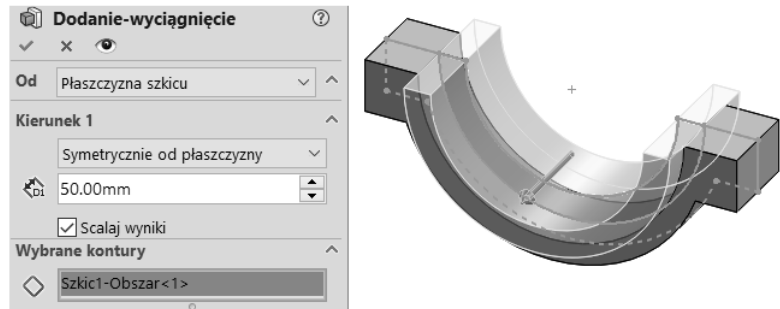 Dodanie-wyciągnięcie ?
Od Płaszczyzna szkicu
Kierunek 1
Symetrycznie od płaszczyzny
D1 50.00mm
Scalaj wyniki
Wybrane kontury
Szkic1-Obszar<1>